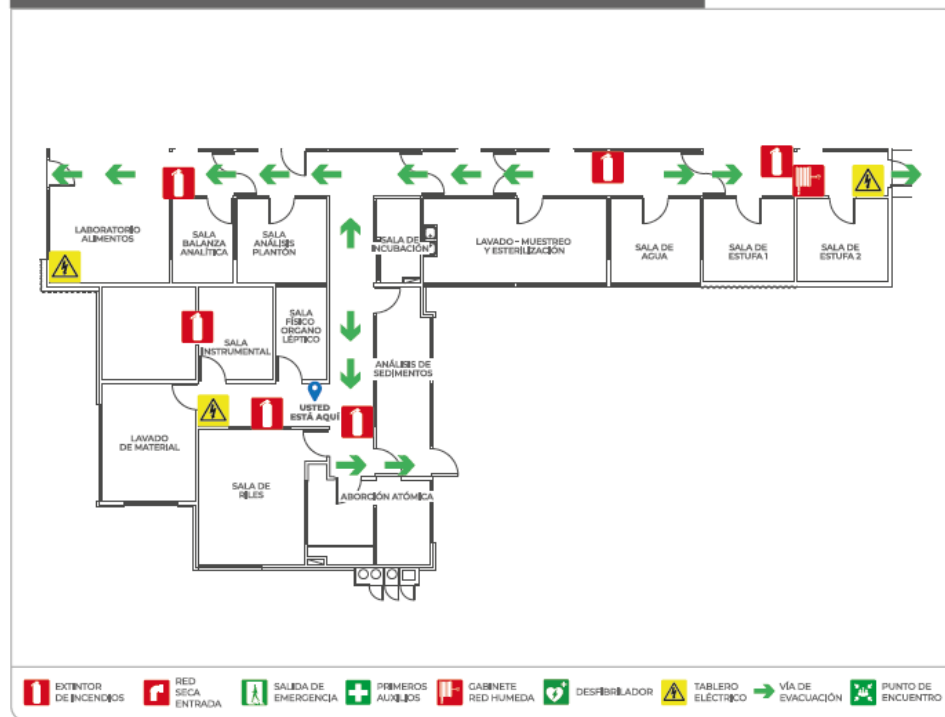 LABORATORIO
ALIMENTOS
SALA
BALANZA
ANALÍTICA
SALA
ANÁLISIS
PLANTÓN
SALA DE
INCUBACIÓN
LAVADO - MUESTREO
Y ESTERILIZACIÓN
SALA DE
AGUA
SALA DE
ESTUFA 1
SALA DE
ESTUFA 2
SALA
FÍSICO
ORGANO
LÉPTICO
SALA
INSTRUMENTAL
ANÁLISIS DE
SEDIMENTOS
USTED
ESTÁ AQUÍ
LAVADO
DE MATERIAL
SALA DE
RILES
ABORCIÓN ATÓMICA
EXTINTOR
DE INCENDIOS
RED
SECA
ENTRADA
SALIDA DE
EMERGENCIA
PRIMEROS
AUXILIOS
GABINETE
RED HUMEDA
DESFIBRILADOR
TABLERO
ELÉCTRICO
VÍA DE
EVACUACIÓN
PUNTO DE
ENCUENTRO